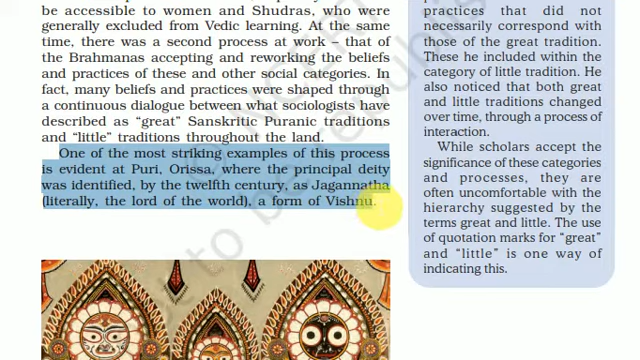 be accessible to women and Shudras, who were
generally excluded from Vedic learning. At the same
time, there was a second process at work – that of
the Brahmanas accepting and reworking the beliefs
and practices of these and other social categories. In
fact, many beliefs and practices were shaped through
a continuous dialogue between what sociologists have
described as “great” Sanskritic Puranic traditions
and “little” traditions throughout the land.
One of the most striking examples of this process
is evident at Puri, Orissa, where the principal deity
was identified, by the twelfth century, as Jagannatha
(literally, the lord of the world), a form of Vishnu.
practices that did not
necessarily correspond with
those of the great tradition.
These he included within the
category of little tradition. He
also noticed that both great
and little traditions changed
over time, through a process of
interaction.
While scholars accept the
significance of these categories
and processes, they are
often uncomfortable with the
hierarchy suggested by the
terms great and little. The use
of quotation marks for “great”
and “little” is one way of
indicating this.